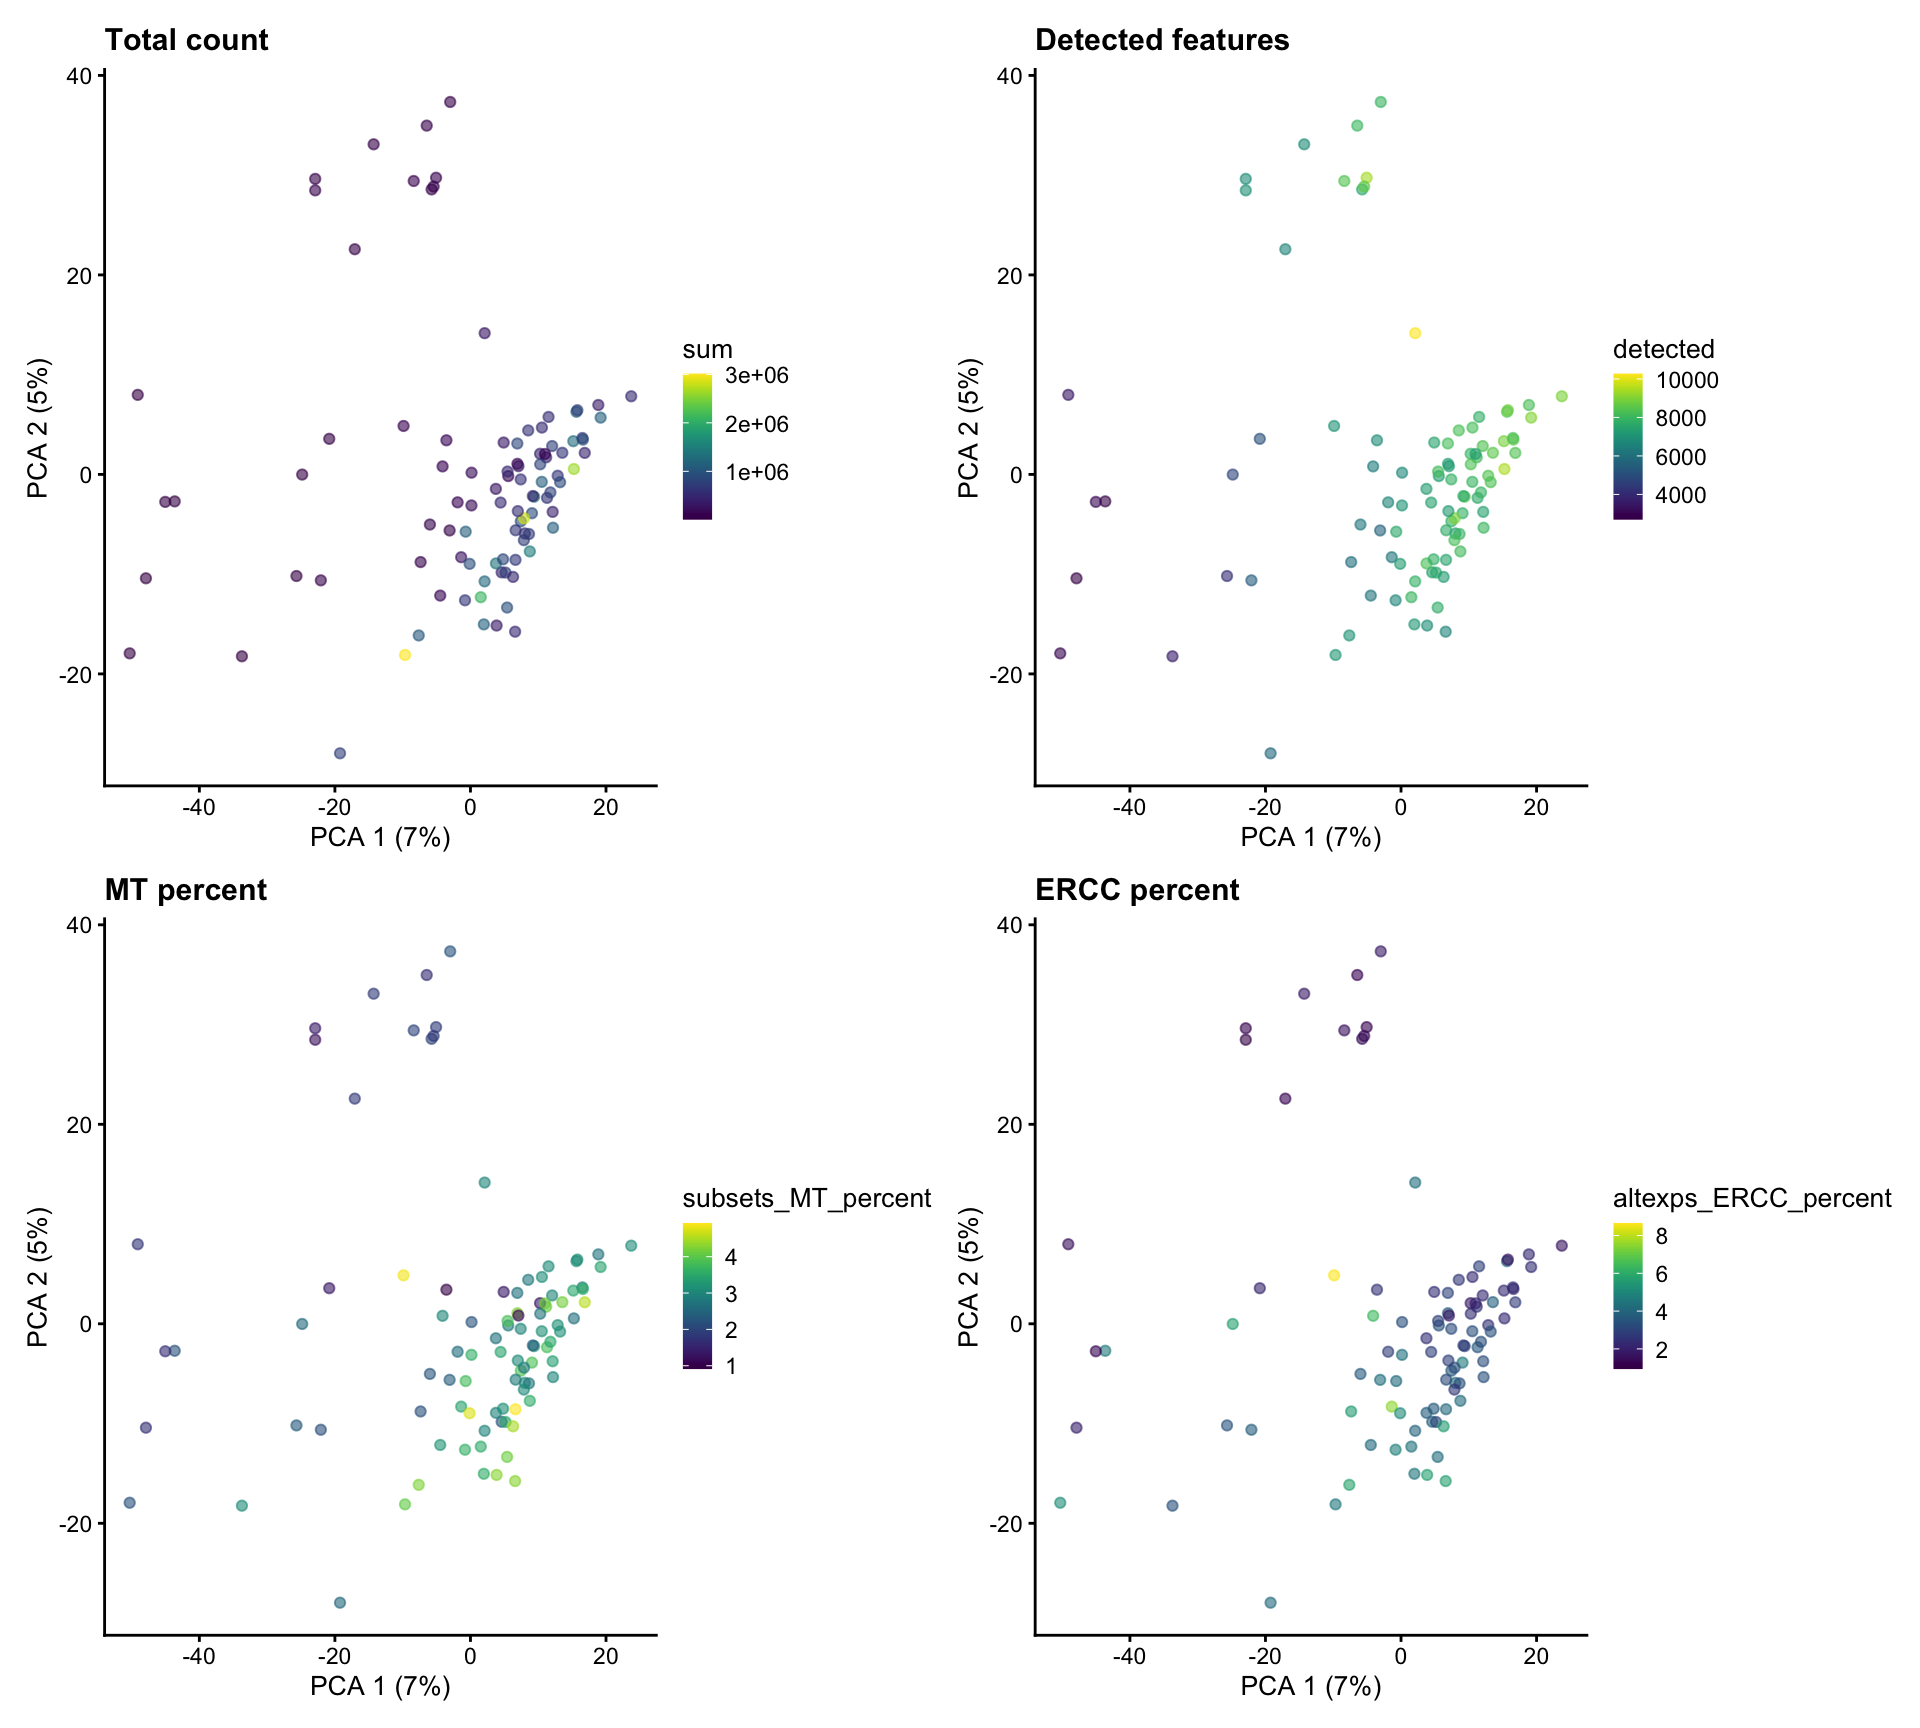 Total count
40
20
0
-20
-40
-20
0
20
PCA 1 (7%)
PCA 2 (5%)
sum
3e+06
2e+06
1e+06
Detected features
40
20
0
-20
-40
-20
0
20
PCA 1 (7%)
PCA 2 (5%)
detected
10000
8000
6000
4000
MT percent
40
20
0
-20
-40
-20
0
20
PCA 1 (7%)
PCA 2 (5%)
subsets_MT_percent
4
3
2
1
ERCC percent
40
20
0
-20
-40
-20
0
20
PCA 1 (7%)
PCA 2 (5%)
altexps_ERCC_percent
8
6
4
2